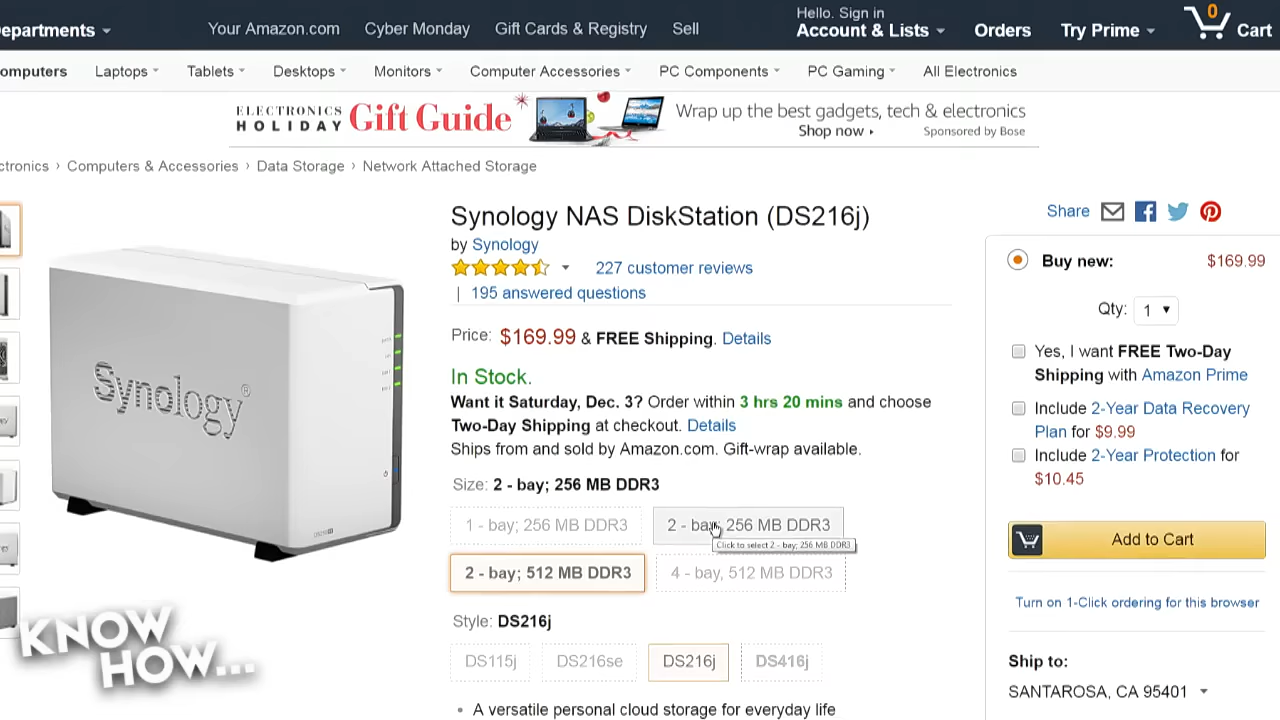 epartments
Your Amazon.com
Cyber Monday
Gift Cards & Registry
Sell
Hello. Sign in
Account & Lists
Orders
Try Prime
0
Cart
omputers
Laptops
Tablets
Desktops
Monitors
Computer Accessories
PC Components
PC Gaming
All Electronics
ELECTRONICS
HOLIDAY
Gift Guide
Wrap up the best gadgets, tech & electronics
Shop now
Sponsored by Bose
ctronics › Computers & Accessories › Data Storage › Network Attached Storage
Synology NAS DiskStation (DS216j)
by Synology
227 customer reviews
| 195 answered questions
Price: $169.99 & FREE Shipping. Details
In Stock.
Want it Saturday, Dec. 3? Order within 3 hrs 20 mins and choose
Two-Day Shipping at checkout. Details
Ships from and sold by Amazon.com. Gift-wrap available.
Size: 2 - bay; 256 MB DDR3
1 - bay; 256 MB DDR3
2 - bay; 256 MB DDR3
Click to select 2 - bay; 256 MB DDR3
2 - bay; 512 MB DDR3
4 - bay, 512 MB DDR3
Style: DS216j
DS115j
DS216se
DS216j
DS416j
• A versatile personal cloud storage for everyday life
Share
Buy new:
$169.99
Qty: 1
Yes, I want FREE Two-Day
Shipping with Amazon Prime
Include 2-Year Data Recovery
Plan for $9.99
Include 2-Year Protection for
$10.45
Add to Cart
Turn on 1-Click ordering for this browser
Ship to:
SANTAROSA, CA 95401
Synology®
KNOW
HOW...